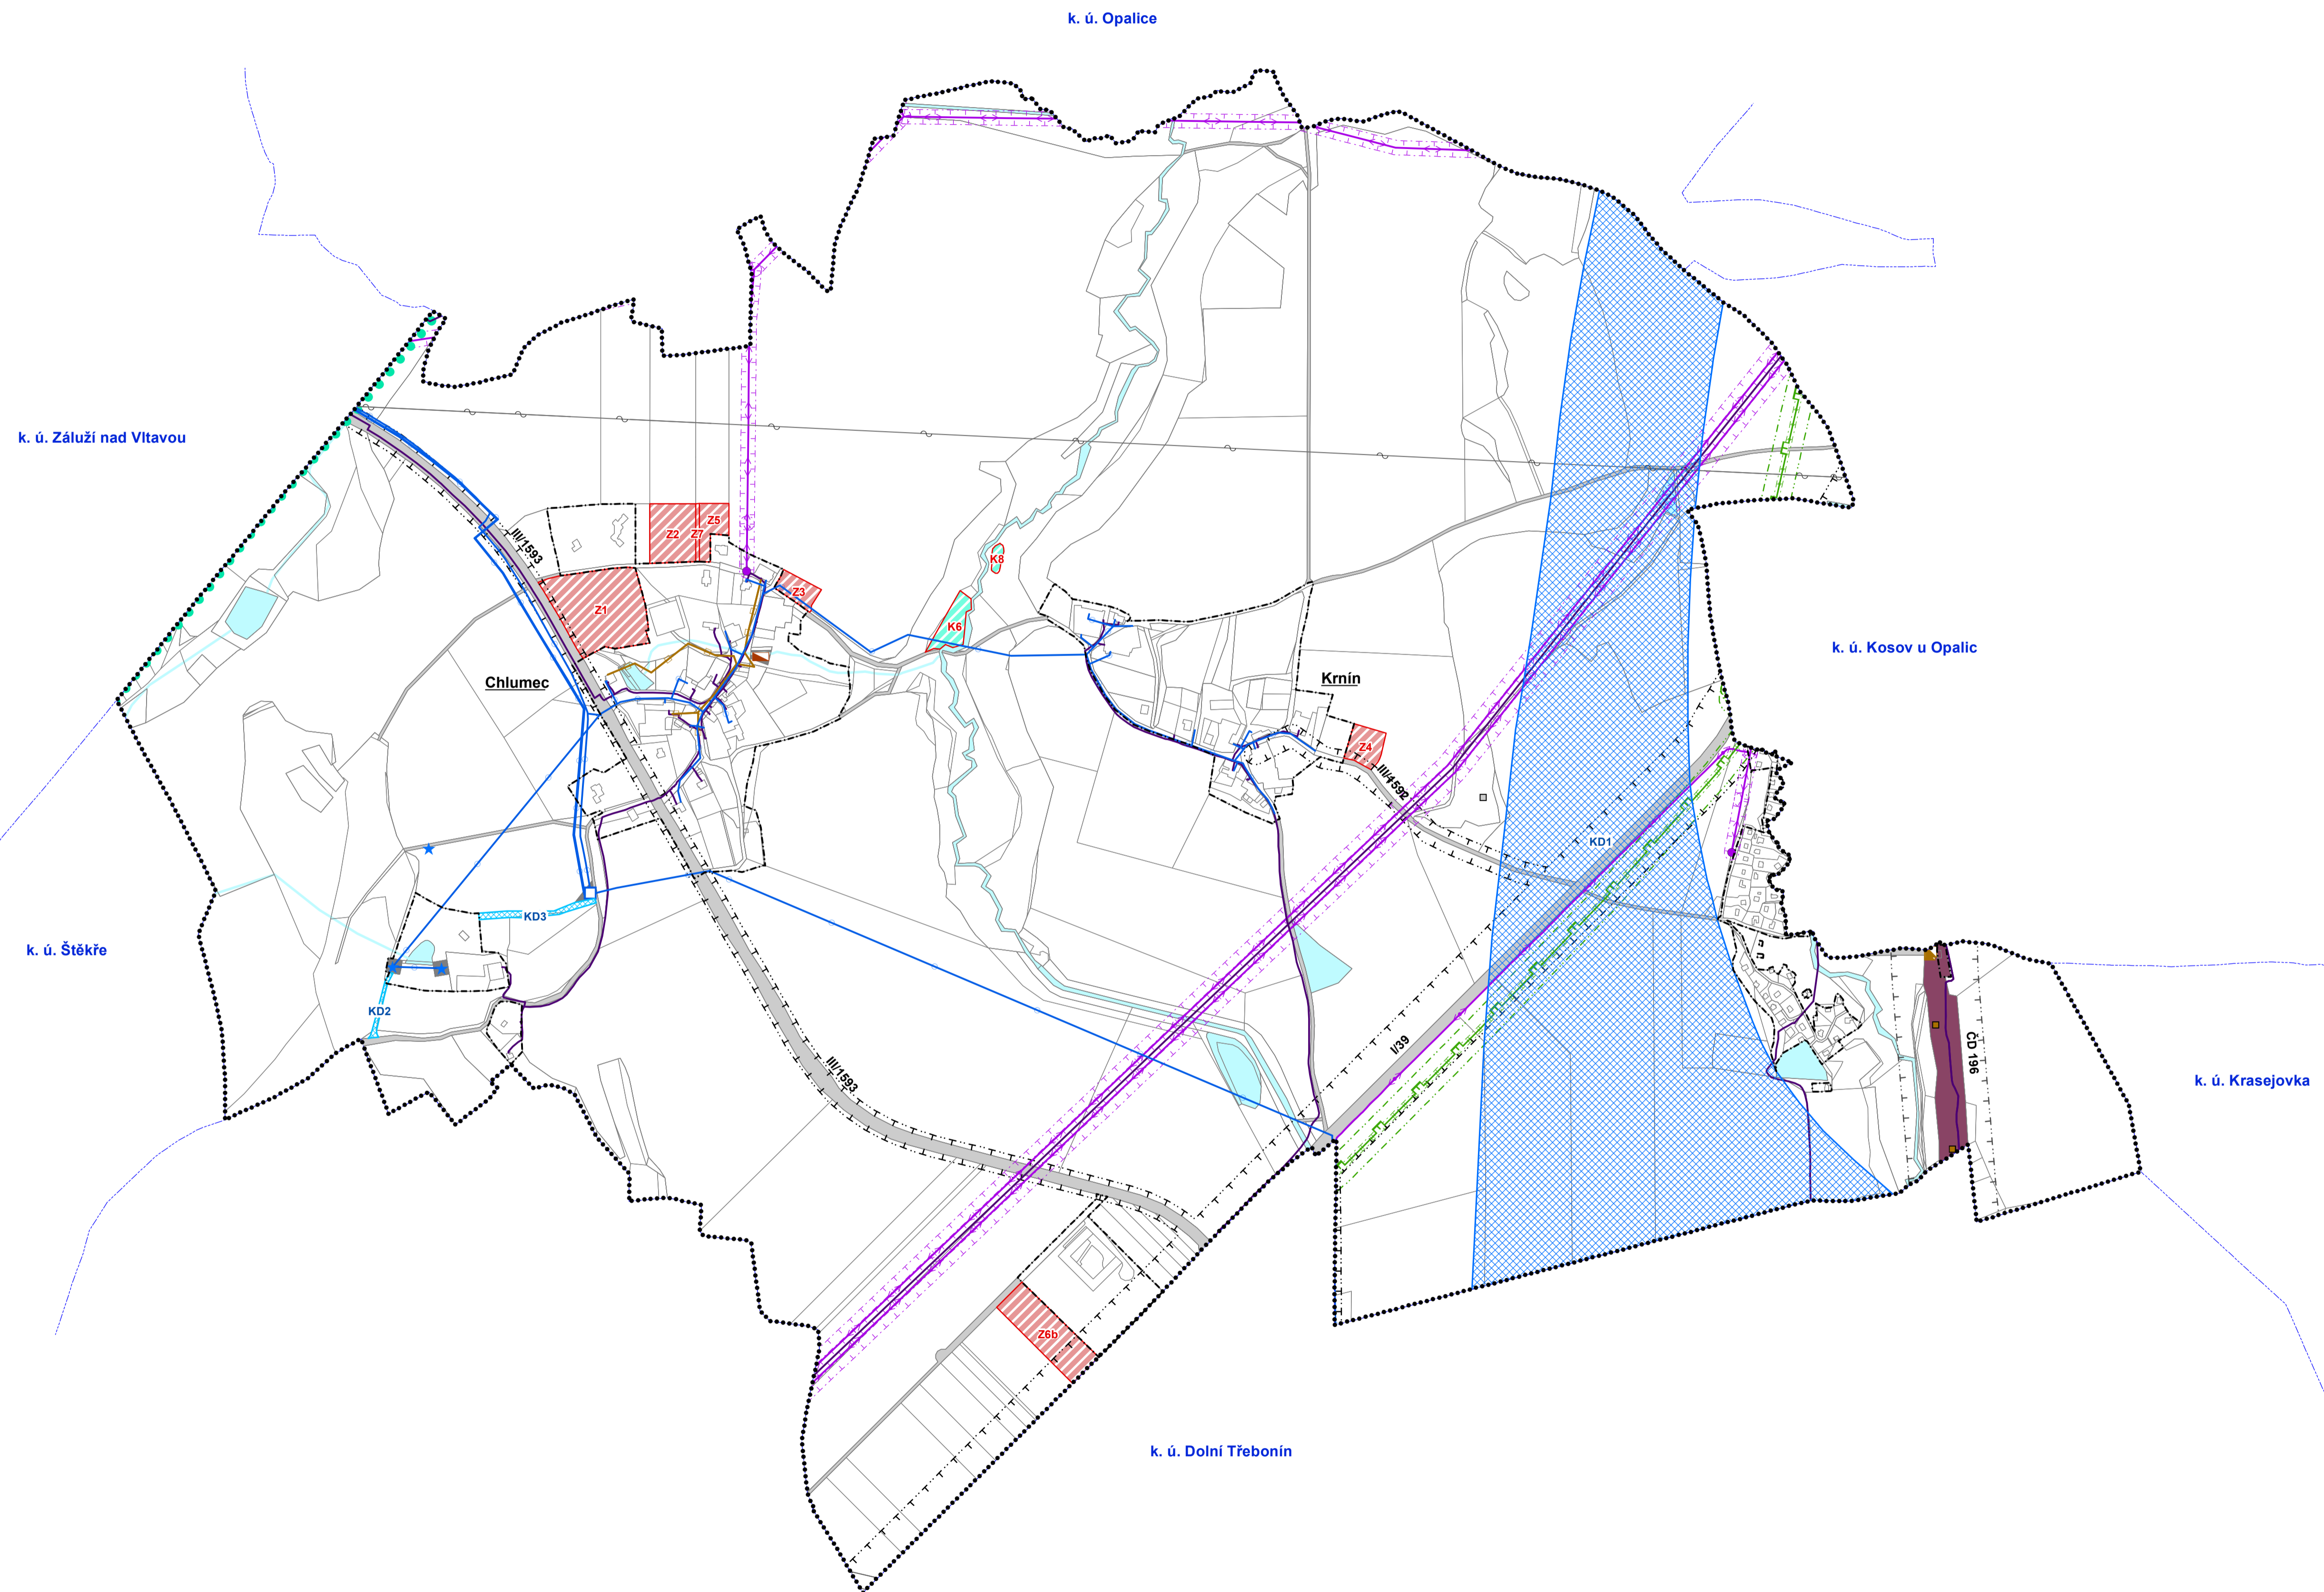 k. ú. Opalice
k. ú. Záluží nad Vltavou
III/1593
Z2
Z7
Z5
Z1
Z3
K8
K6
Chlumec
Krnín
k. ú. Kosov u Opalic
Z4
III/1592
KD1
KD3
k. ú. Štěkře
KD2
I/39
ČD 196
III/1593
k. ú. Krasejovka
Z6b
k. ú. Dolní Třebonín